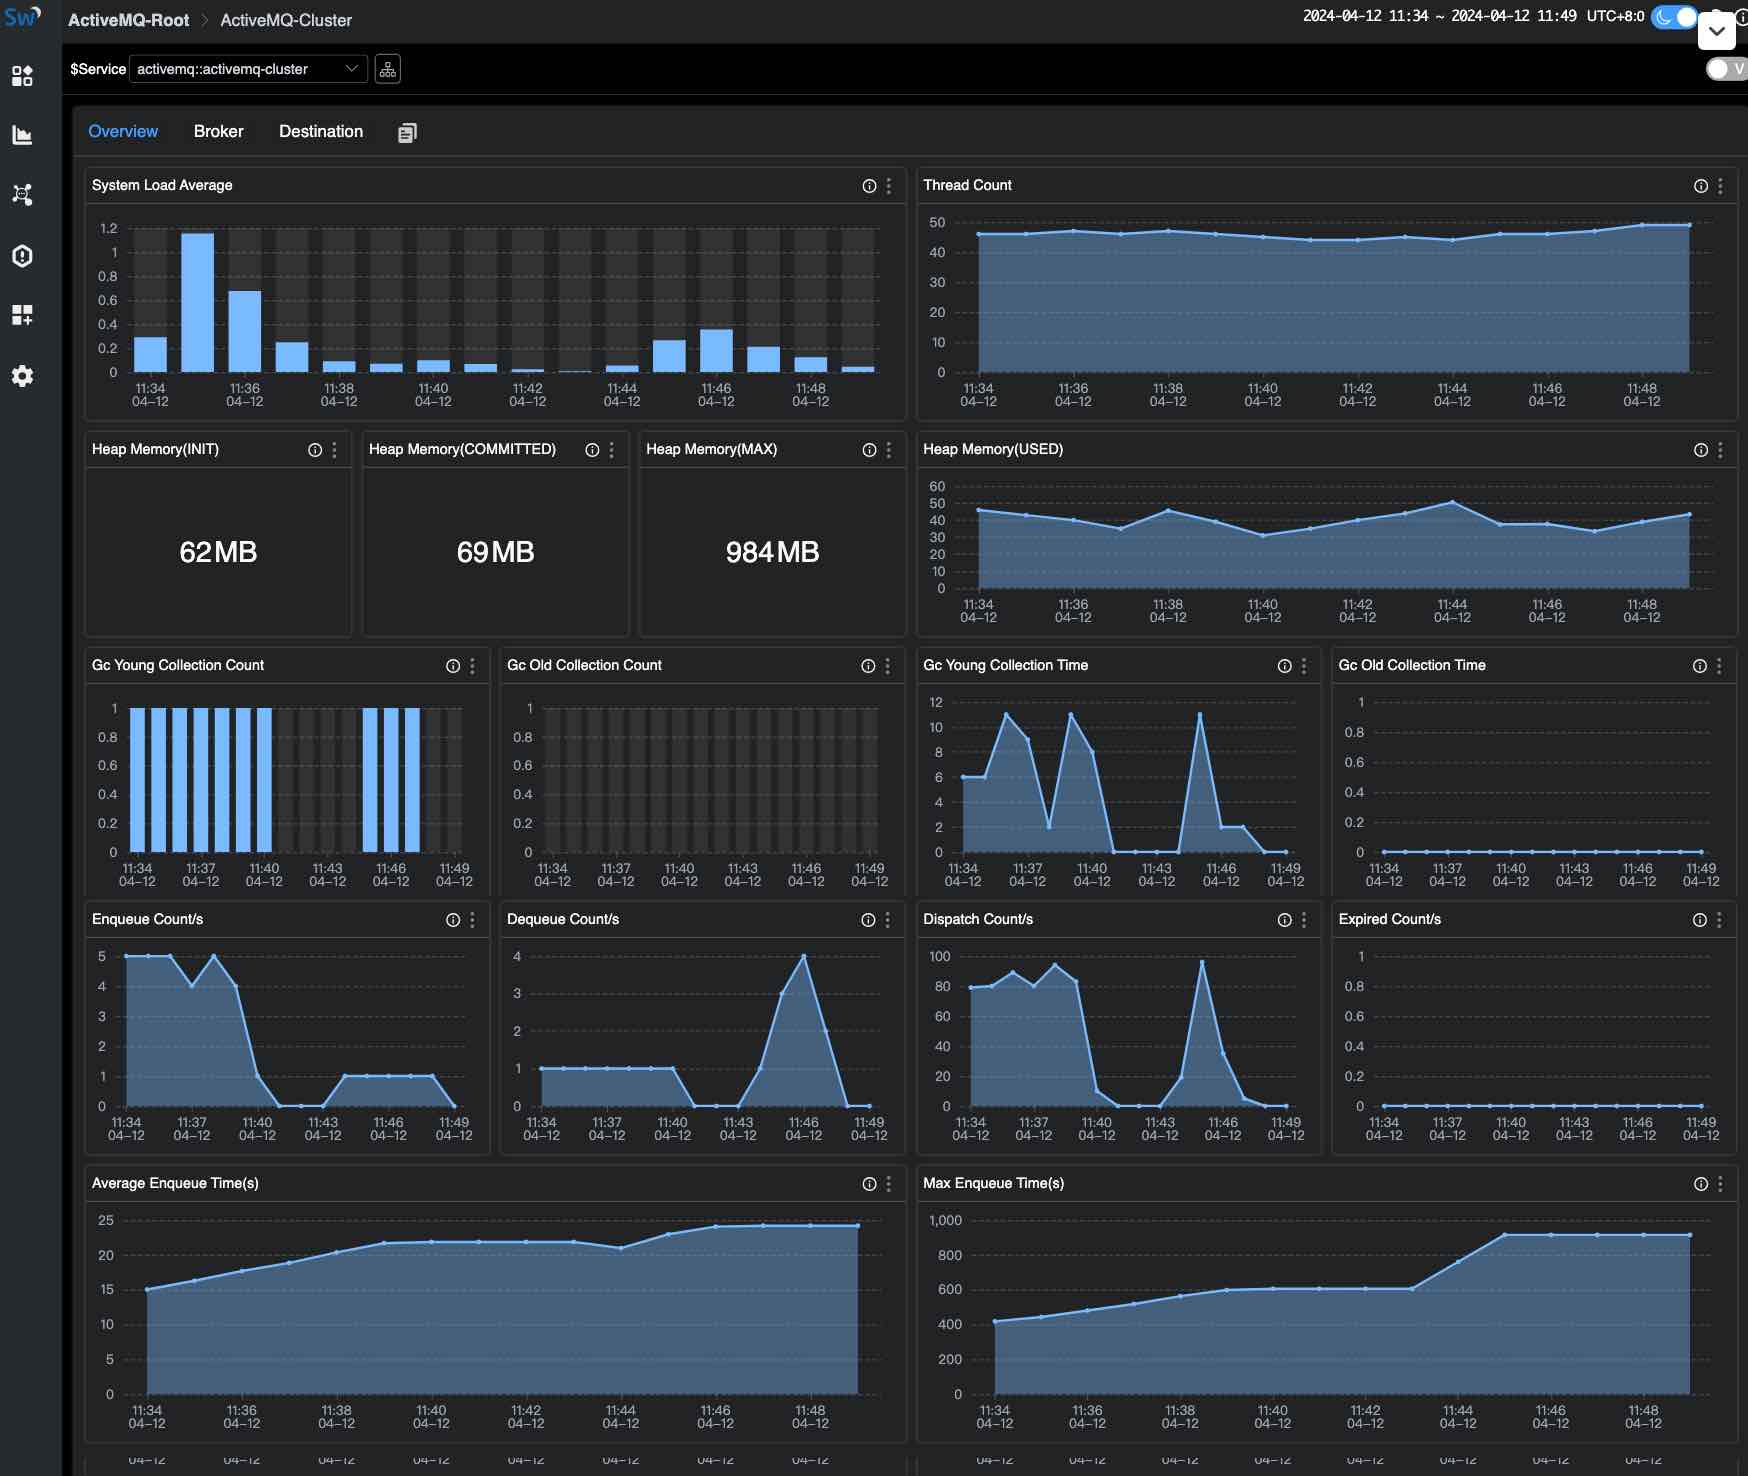 Sw
ActiveMQ-Root > ActiveMQ-Cluster
2024-04-12 11:34 ~ 2024-04-12 11:49 UTC+8:0
$Service activemq::activemq-cluster
V
Overview Broker Destination
System Load Average
1.2
1
0.8
0.6
0.4
0.2
0
11:34 11:36 11:38 11:40 11:42 11:44 11:46 11:48
04-12 04-12 04-12 04-12 04-12 04-12 04-12 04-12
Thread Count
50
40
30
20
10
0
11:34 11:36 11:38 11:40 11:42 11:44 11:46 11:48
04-12 04-12 04-12 04-12 04-12 04-12 04-12 04-12
Heap Memory(INIT)
62MB
Heap Memory(COMMITTED)
69MB
Heap Memory(MAX)
984MB
Heap Memory(USED)
60
50
40
30
20
10
0
11:34 11:36 11:38 11:40 11:42 11:44 11:46 11:48
04-12 04-12 04-12 04-12 04-12 04-12 04-12 04-12
Gc Young Collection Count
1
0.8
0.6
0.4
0.2
0
11:34 11:37 11:40 11:43 11:46 11:49
04-12 04-12 04-12 04-12 04-12 04-12
Gc Old Collection Count
1
0.8
0.6
0.4
0.2
0
11:34 11:37 11:40 11:43 11:46 11:49
04-12 04-12 04-12 04-12 04-12 04-12
Gc Young Collection Time
12
10
8
6
4
2
0
11:34 11:37 11:40 11:43 11:46 11:49
04-12 04-12 04-12 04-12 04-12 04-12
Gc Old Collection Time
1
0.8
0.6
0.4
0.2
0
11:34 11:37 11:40 11:43 11:46 11:49
04-12 04-12 04-12 04-12 04-12 04-12
Enqueue Count/s
5
4
3
2
1
0
11:34 11:37 11:40 11:43 11:46 11:49
04-12 04-12 04-12 04-12 04-12 04-12
Dequeue Count/s
4
3
2
1
0
11:34 11:37 11:40 11:43 11:46 11:49
04-12 04-12 04-12 04-12 04-12 04-12
Dispatch Count/s
100
80
60
40
20
0
11:34 11:37 11:40 11:43 11:46 11:49
04-12 04-12 04-12 04-12 04-12 04-12
Expired Count/s
1
0.8
0.6
0.4
0.2
0
11:34 11:37 11:40 11:43 11:46 11:49
04-12 04-12 04-12 04-12 04-12 04-12
Average Enqueue Time(s)
25
20
15
10
5
0
11:34 11:36 11:38 11:40 11:42 11:44 11:46 11:48
04-12 04-12 04-12 04-12 04-12 04-12 04-12 04-12
Max Enqueue Time(s)
1,000
800
600
400
200
0
11:34 11:36 11:38 11:40 11:42 11:44 11:46 11:48
04-12 04-12 04-12 04-12 04-12 04-12 04-12 04-12
04-12 04-12 04-12 04-12 04-12 04-12 04-12 04-12
04-12 04-12 04-12 04-12 04-12 04-12 04-12 04-12